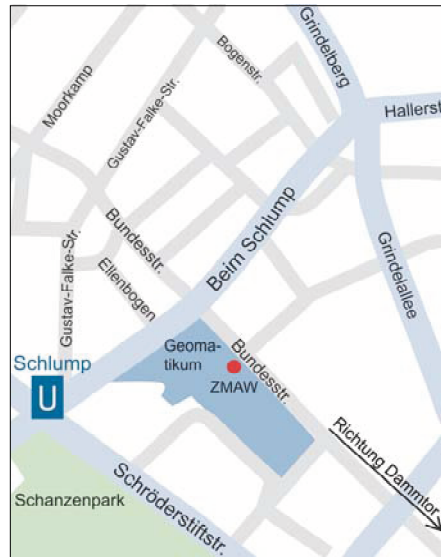 Grindelberg
Bogenstr.
Moorkamp
Gustav-Falke-Str.
Hallerst
Bundesstr.
Beim Schlump
Grindelallee
Gustav-Falke-Str.
Ellenbogen
Geoma-
tikum
ZMAW
Bundesstr.
Schlump
U
Richtung Dammtor
Schanzenpark
Schröderstiftstr.